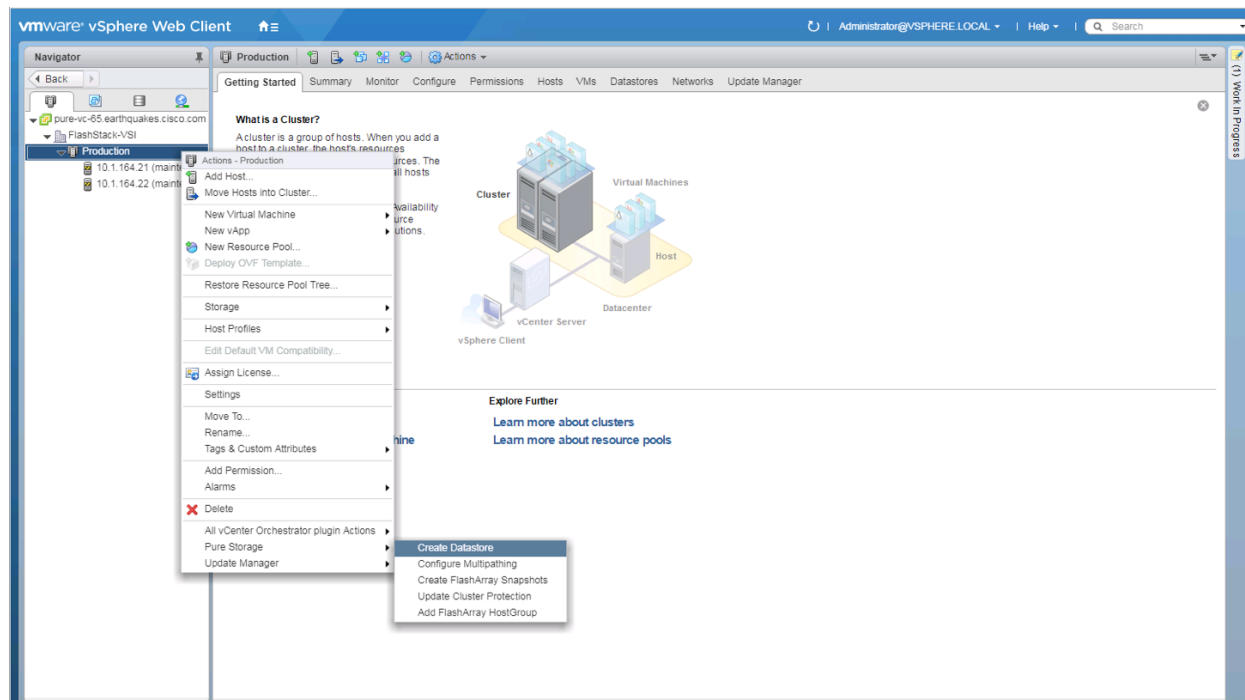 vmware® vSphere Web Client
Administrator@VSPHERE.LOCAL
Help
Search
Navigator
Back
pure-vc-65.earthquakes.cisco.com
FlashStack-VSI
Production
10.1.164.21
10.1.164.22
Production
Actions
Getting Started Summary Monitor Configure Permissions Hosts VMs Datastores Networks Update Manager
What is a Cluster?
A cluster is a group of hosts. When you add a
host to a cluster, the host's resources
The
all hosts
Availability
Cluster
Virtual Machines
Host
Datacenter
vCenter Server
vSphere Client
Explore Further
Learn more about clusters
Learn more about resource pools
Actions - Production
Add Host...
Move Hosts into Cluster...
New Virtual Machine
New vApp
New Resource Pool...
Deploy OVF Template...
Restore Resource Pool Tree...
Storage
Host Profiles
Edit Default VM Compatibility...
Assign License...
Settings
Move To...
Rename...
Tags & Custom Attributes
Add Permission...
Alarms
Delete
All vCenter Orchestrator plugin Actions
Pure Storage
Update Manager
Create Datastore
Configure Multipathing
Create FlashArray Snapshots
Update Cluster Protection
Add FlashArray HostGroup
(1) Work In Progress